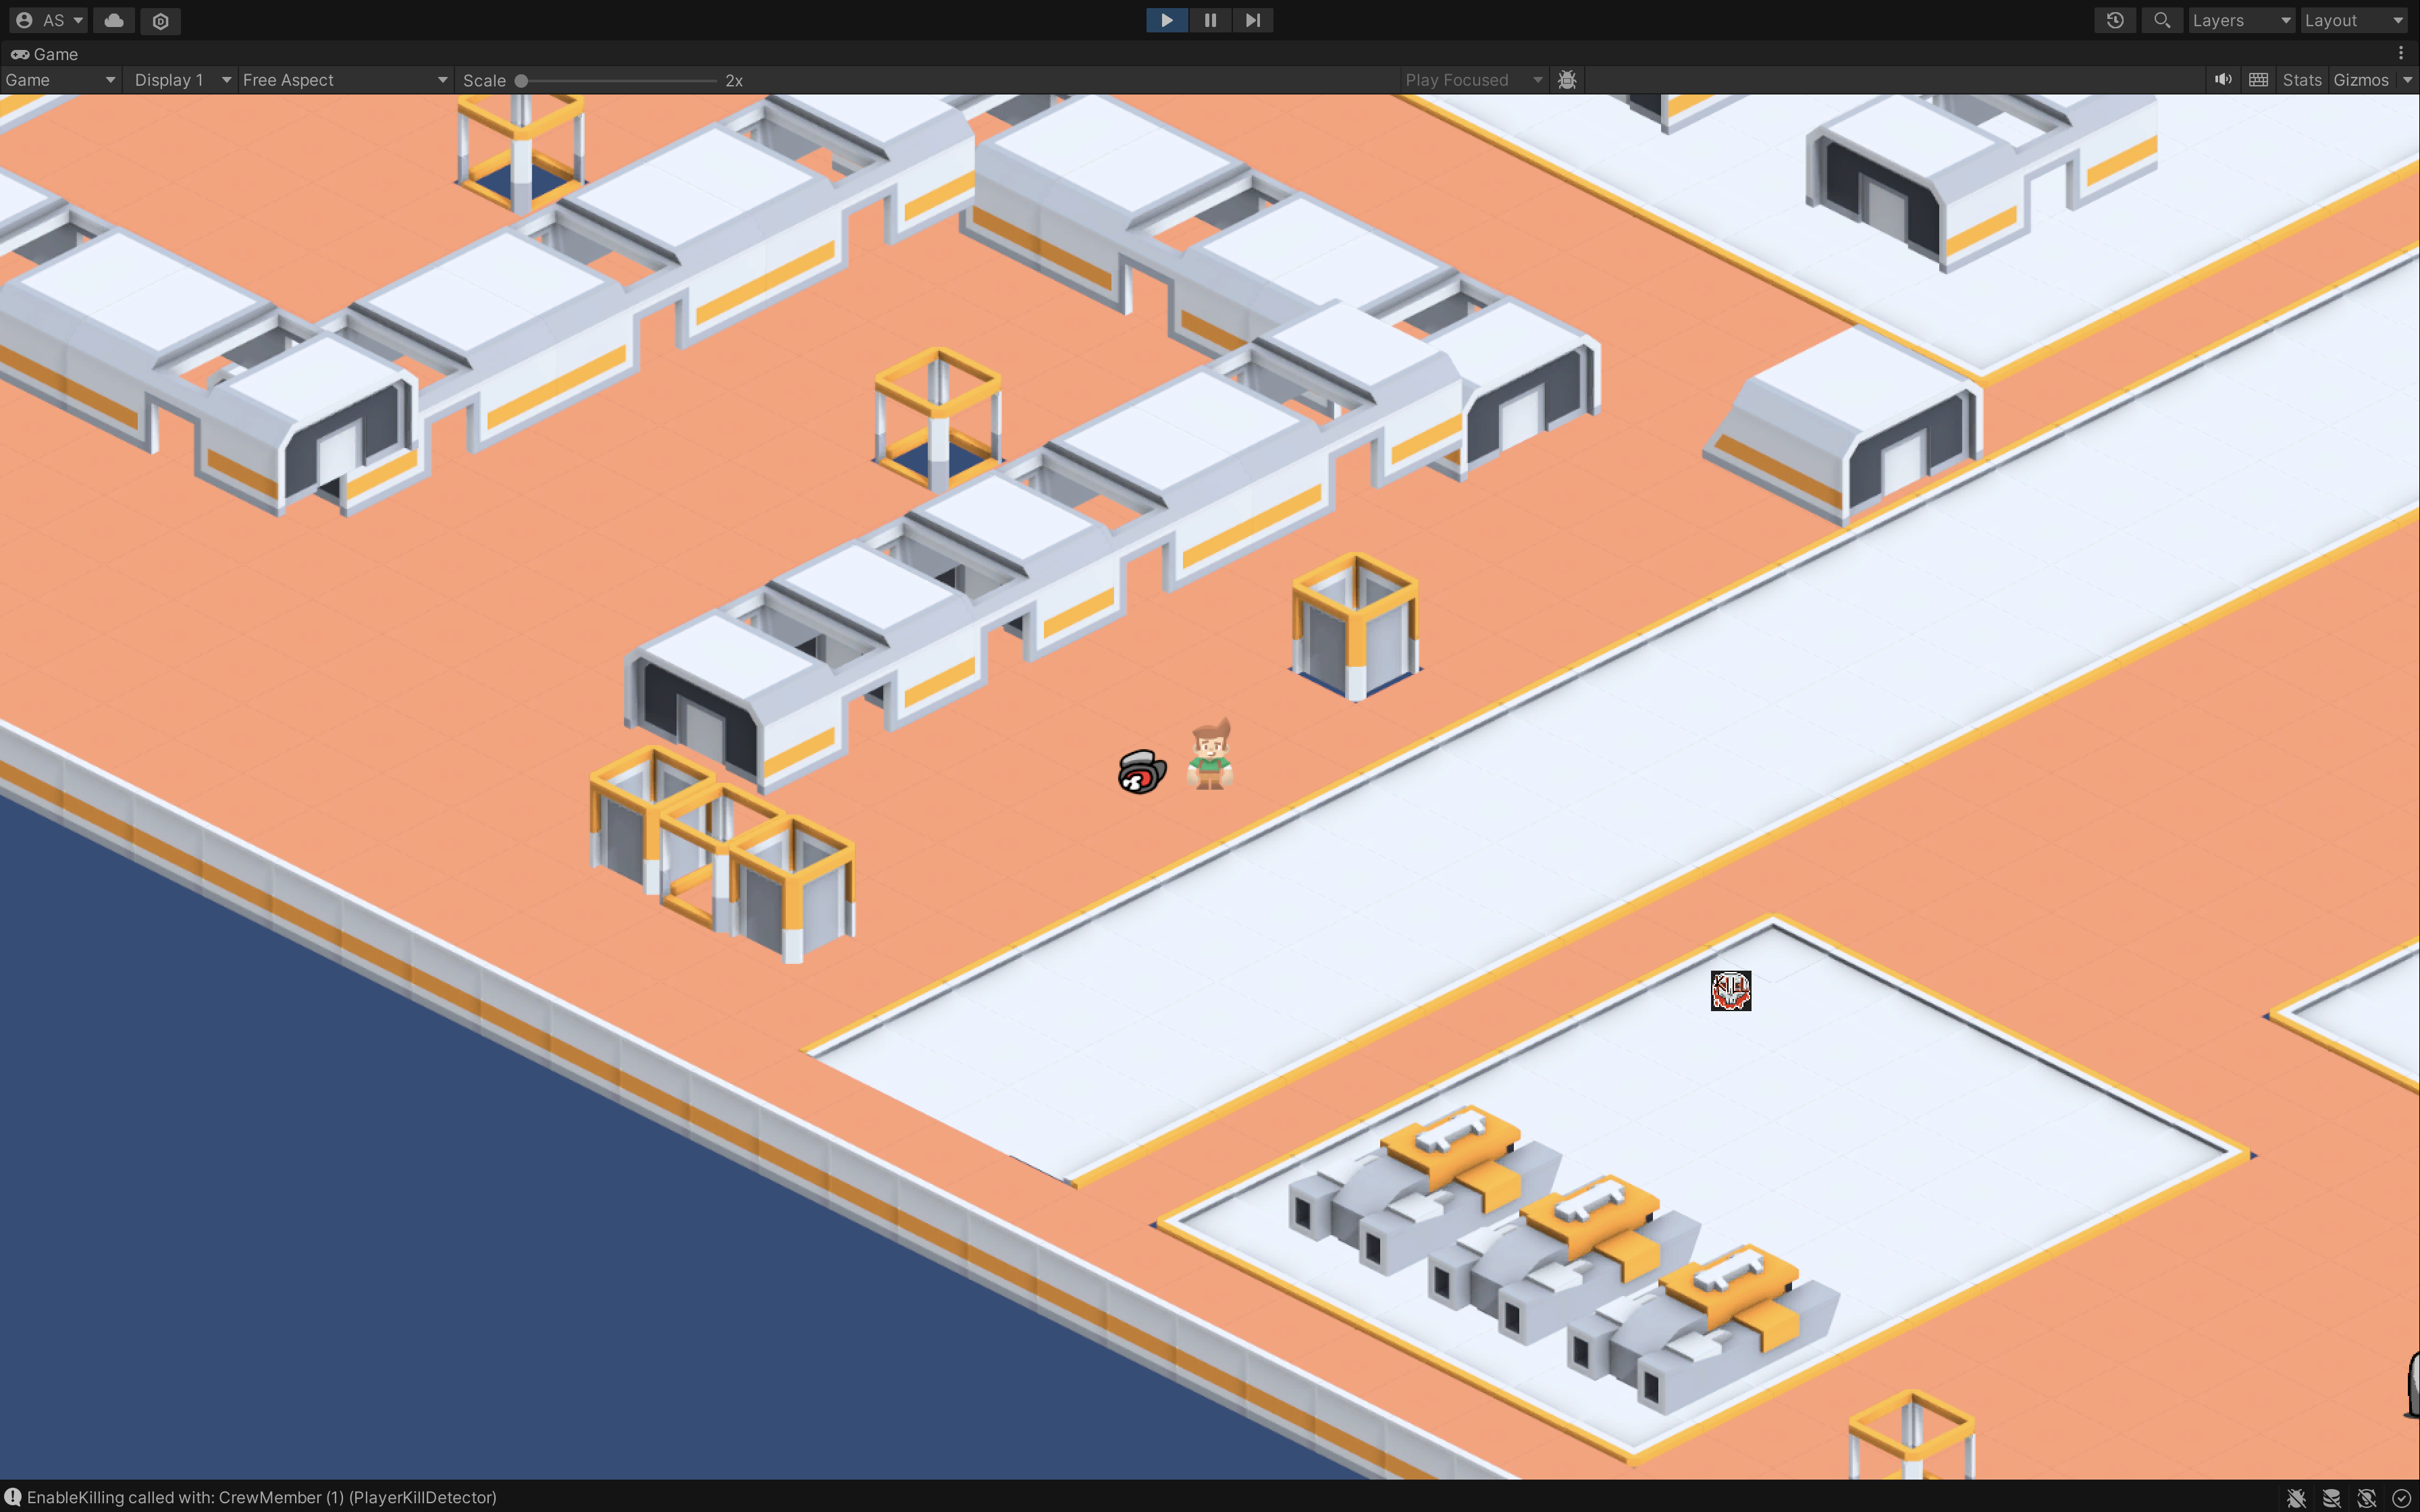 AS
Layers
Layout
Game
Game
Display 1
Free Aspect
Scale
2x
Play Focused
Stats
Gizmos
KILL
EnableKilling called with: CrewMember (1) (PlayerKillDetector)